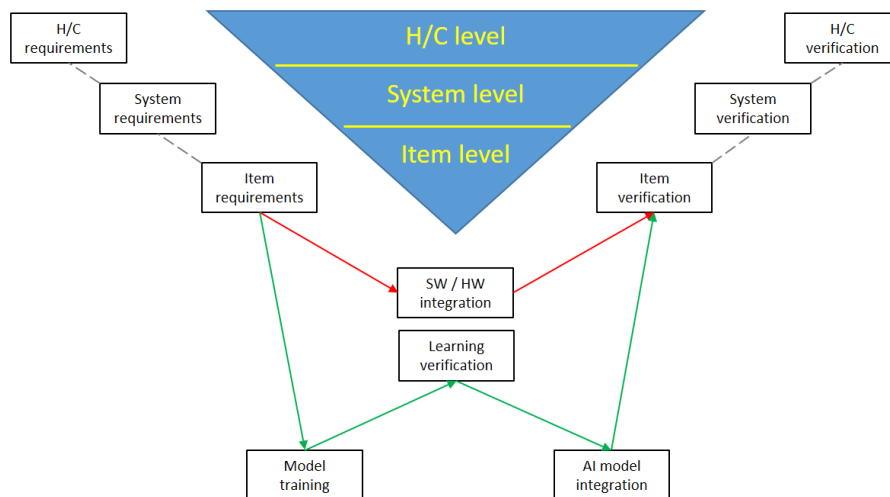 H/C
requirements
H/C level
H/C
verification
System
requirements
System level
System
verification
Item
requirements
Item level
Item
verification
SW / HW
integration
Learning
verification
Model
training
AI model
integration